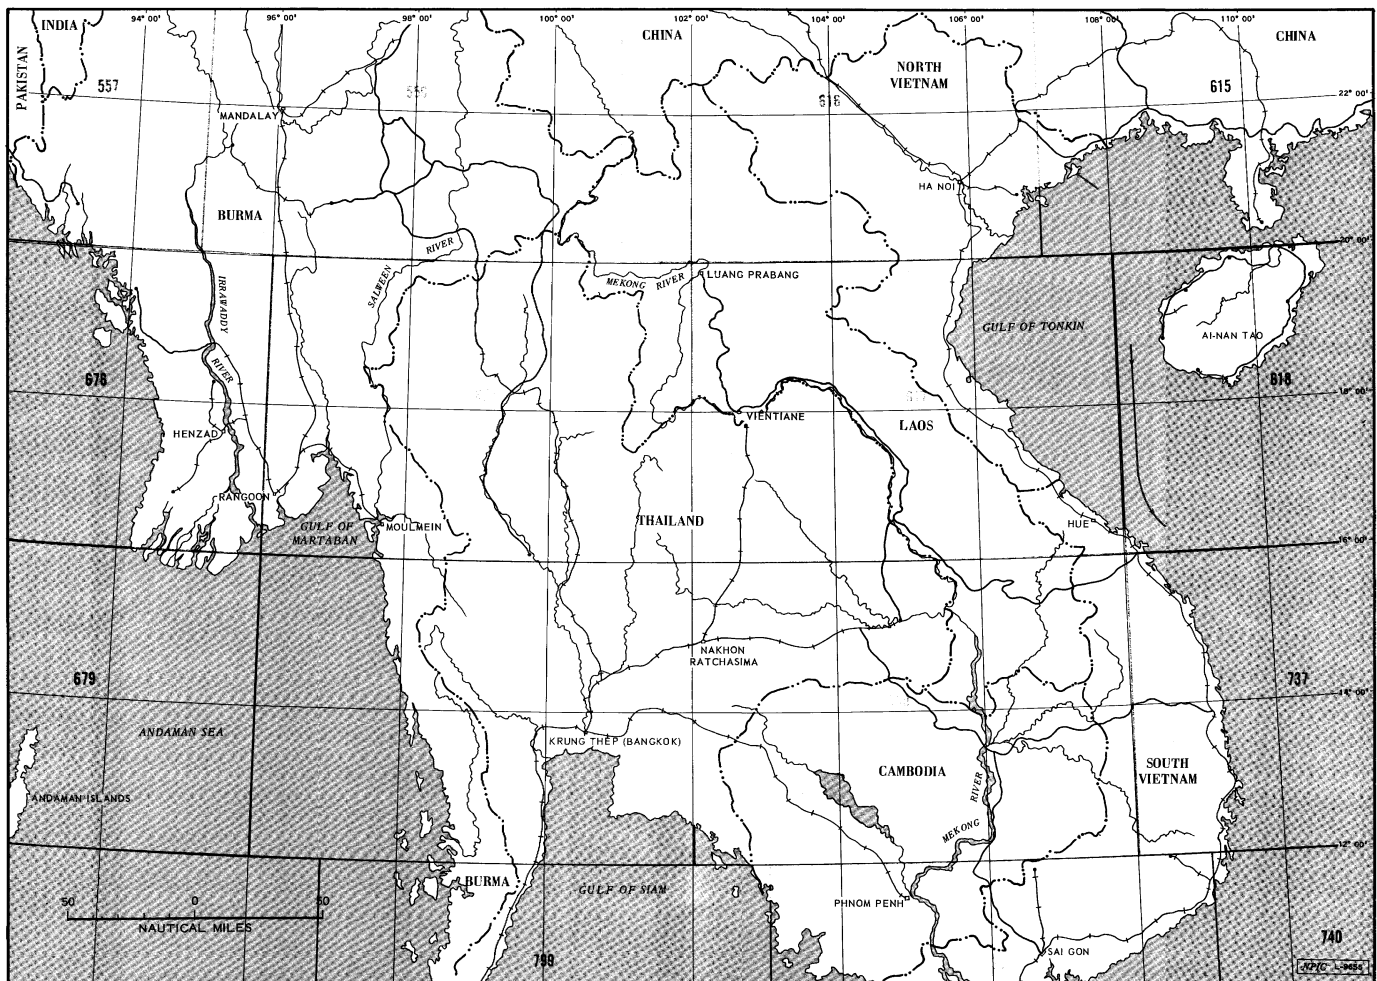 94° 00'
96° 00'
98° 00'
100° 00'
102° 00'
104° 00'
106° 00'
108° 00'
110° 00'
INDIA
CHINA
CHINA
PAKISTAN
NORTH
VIETNAM
557
615
616
22° 00'
MANDALAY
HA NOI
BURMA
RIVER
20° 00'
SALWEEN
MEKONG RIVER
LUANG PRABANG
IRRAWADDY
RIVER
GULF OF TONKIN
AI-NAN TAO
678
618
18° 00'
HENZAD
VIENTIANE
LAOS
RANGOON
THAILAND
GULF OF
MARTABAN
MOULMEIN
HUE
16° 00'
NAKHON
RATCHASIMA
679
737
14° 00'
ANDAMAN SEA
KRUNG THEP (BANGKOK)
CAMBODIA
SOUTH
VIETNAM
RIVER
MEKONG
ANDAMAN ISLANDS
12° 00'
BURMA
GULF OF SIAM
PHNOM PENH
50 0 50
NAUTICAL MILES
SAI GON
799
740
NPIC L-9655